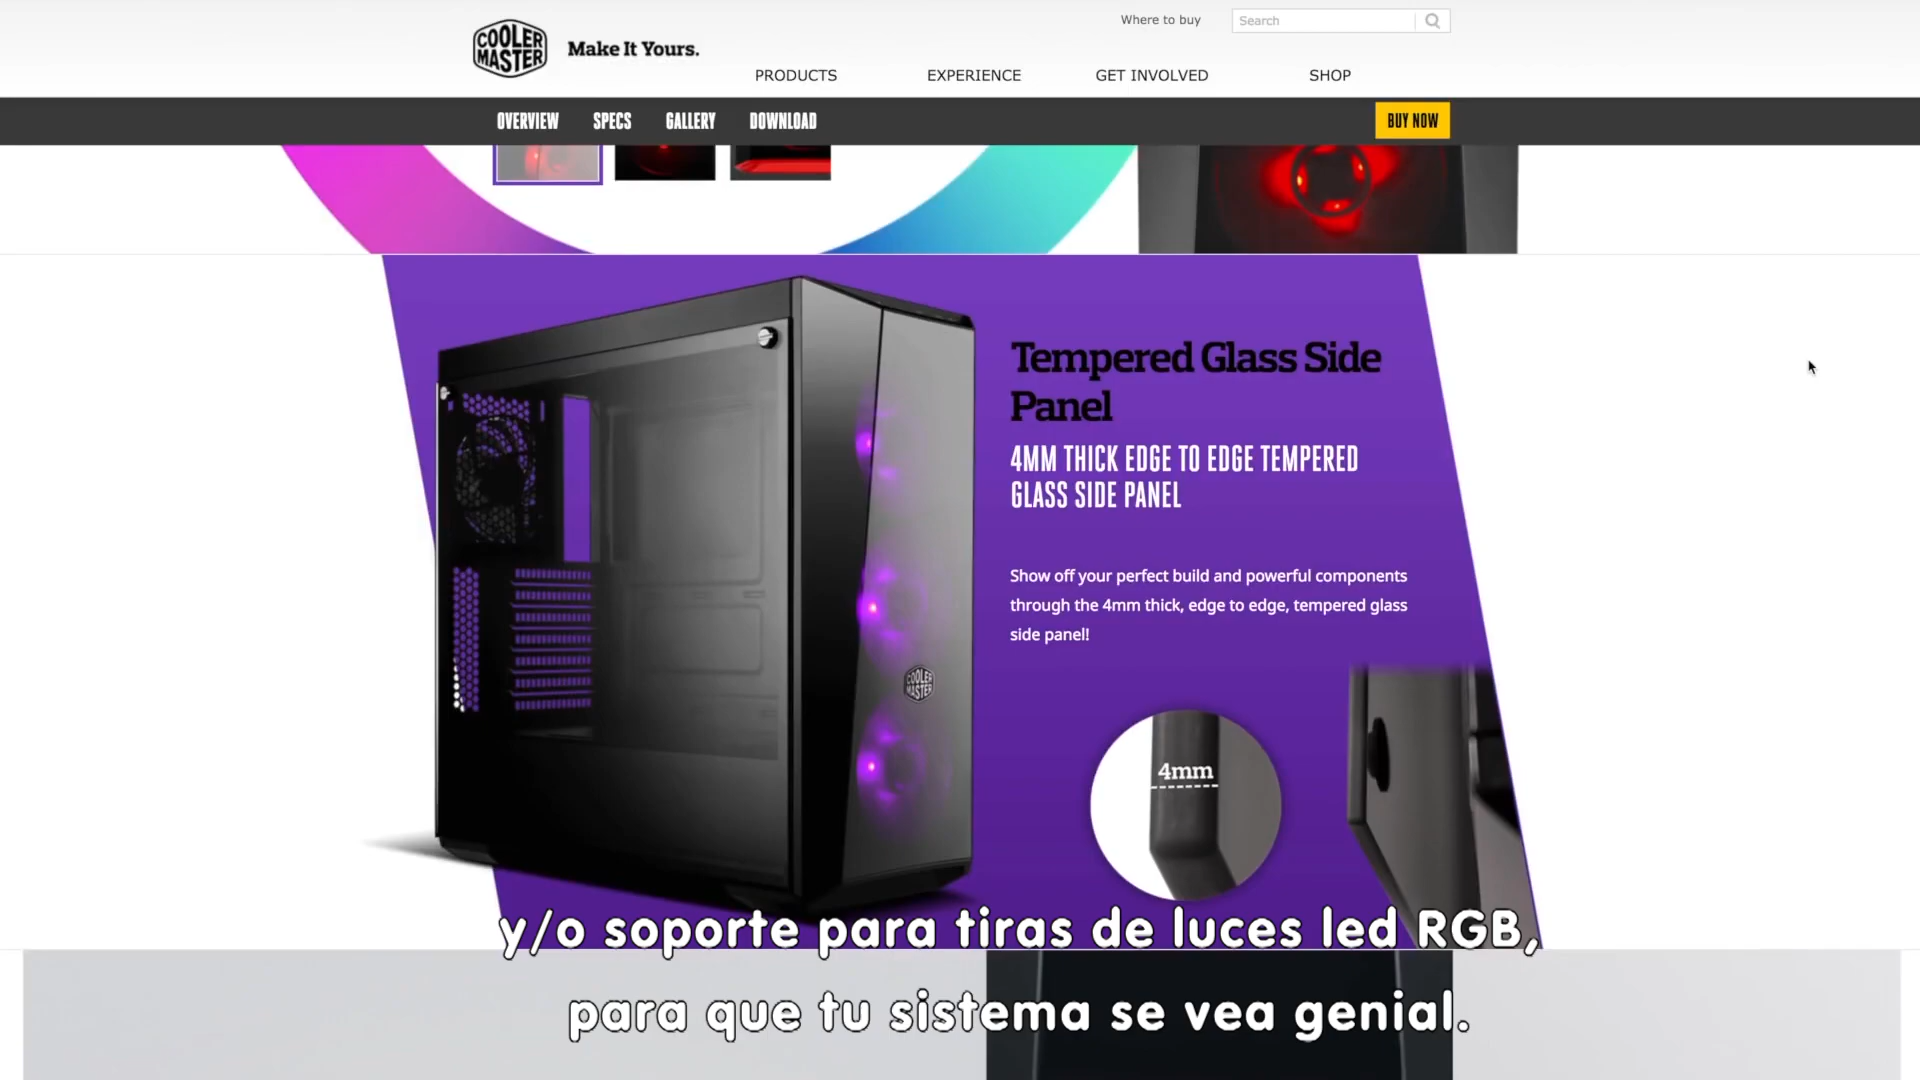 COOLER
MASTER
Make It Yours.
Where to buy
Search
PRODUCTS
EXPERIENCE
GET INVOLVED
SHOP
OVERVIEW
SPECS
GALLERY
DOWNLOAD
BUY NOW
Tempered Glass Side
Panel
4MM THICK EDGE TO EDGE TEMPERED
GLASS SIDE PANEL
Show off your perfect build and powerful components
through the 4mm thick, edge to edge, tempered glass
side panel!
COOLER
MASTER
4mm
y/o soporte para tiras de luces led RGB,
para que tu sistema se vea genial.